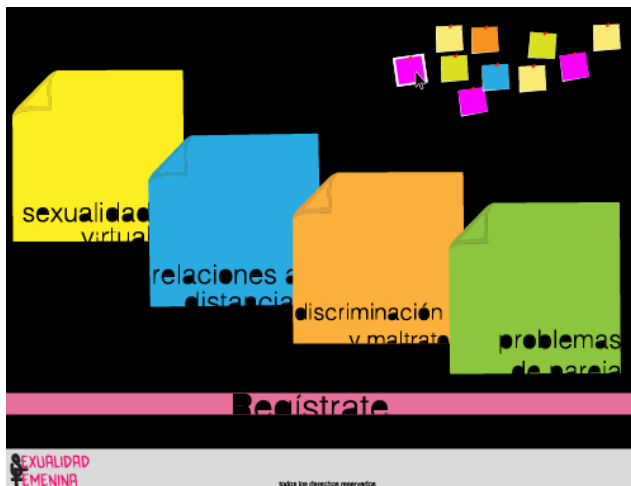 sexualidad
virtual
relaciones a
distancia
discriminación
y maltrato
problemas
de pareja
Regístrate
SEXUALIDAD
FEMENINA
todos los derechos reservados